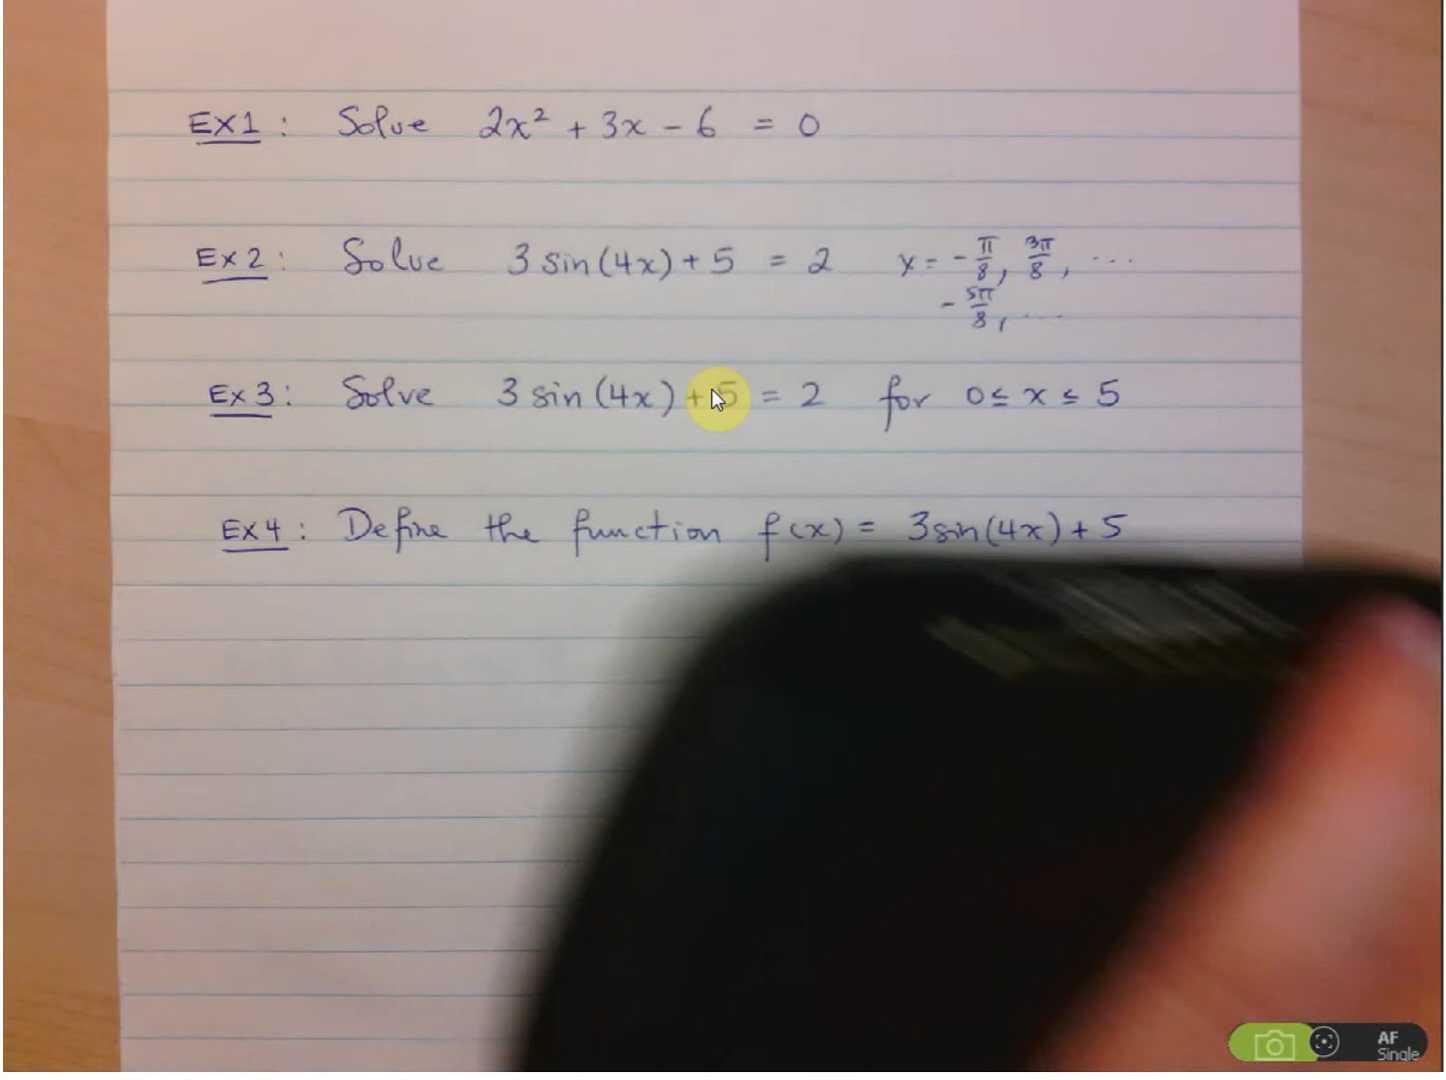 EX1: Solve 2x² + 3x - 6 = 0
Ex2: Solve 3 sin(4x) + 5 = 2 x = -π/8, 3π/8, ...
-5π/8, ...
Ex3: Solve 3 sin(4x) + 5 = 2 for 0 ≤ x ≤ 5
Ex4: Define the function f(x) = 3sin(4x) + 5
AF
Single